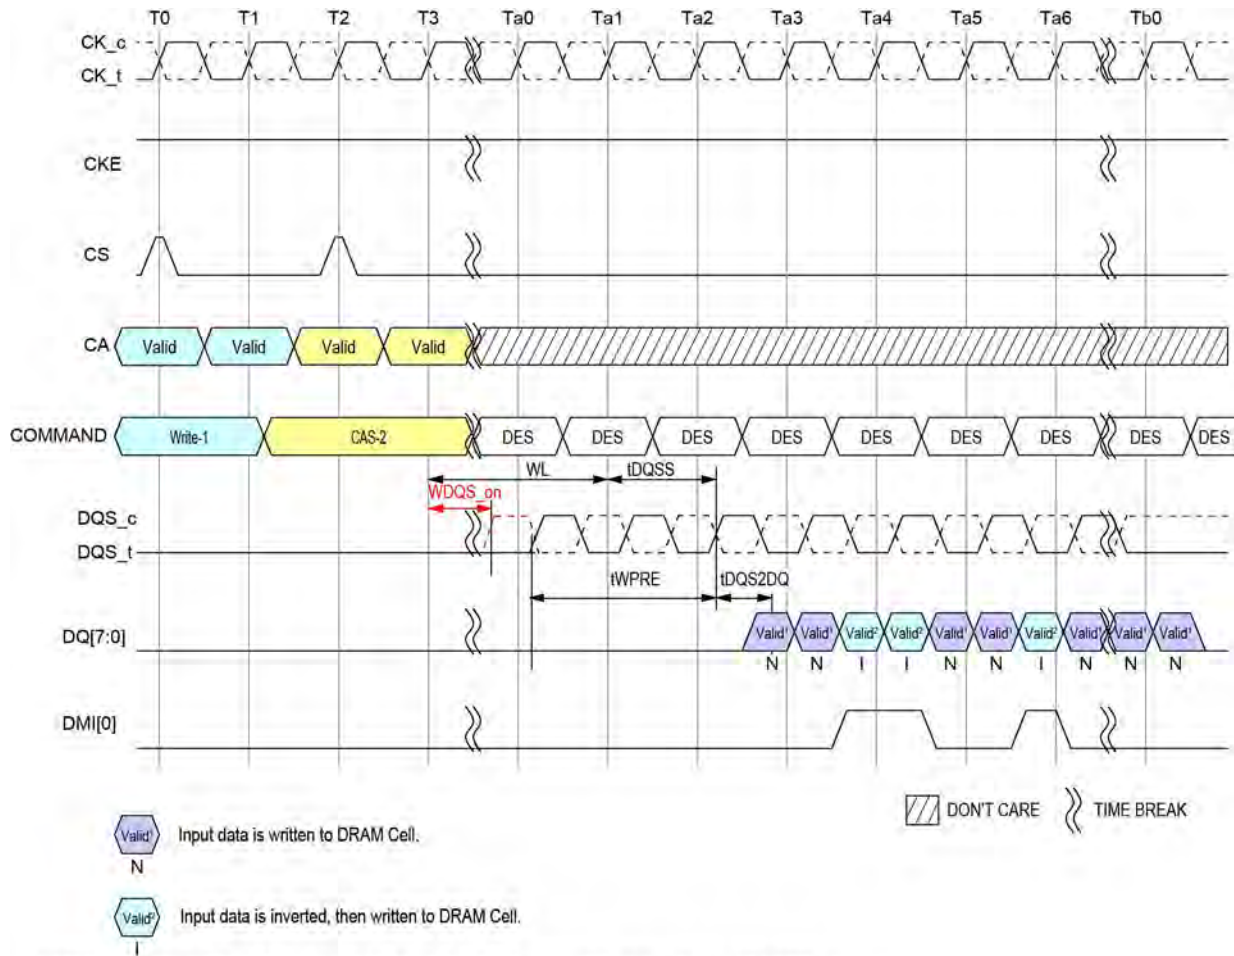 T0 T1 T2 T3 Ta0 Ta1 Ta2 Ta3 Ta4 Ta5 Ta6 Tb0
CK_c
CK_t
CKE
CS
CA Valid Valid Valid Valid
COMMAND Write-1 CAS-2 DES DES DES DES DES DES DES DES DES
WL tDQSS
WDQS_on
DQS_c
DQS_t
tWPRE tDQS2DQ
DQ[7:0] Valid¹ Valid¹ Valid² Valid² Valid¹ Valid¹ Valid² Valid¹ Valid¹ Valid¹
N N I I N N I N N N
DMI[0]
DON'T CARE TIME BREAK
Valid¹ Input data is written to DRAM Cell.
N
Valid² Input data is inverted, then written to DRAM Cell.
I